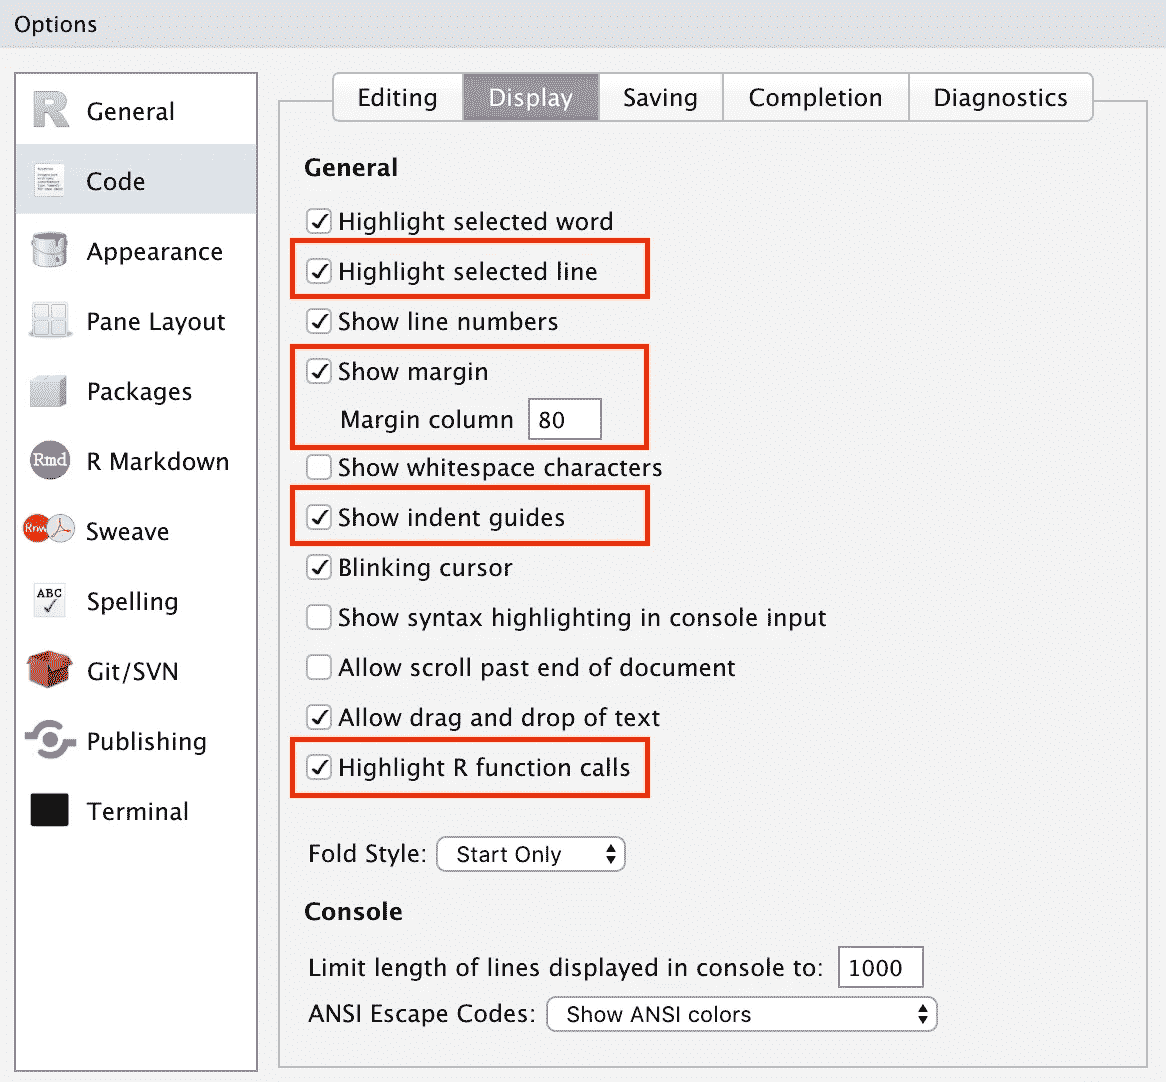 Options
General
Code
Appearance
Pane Layout
Packages
Rmd
R Markdown
Rnw
Sweave
ABC
Spelling
Git/SVN
Publishing
Terminal
Editing
Display
Saving
Completion
Diagnostics
General
Highlight selected word
Highlight selected line
Show line numbers
Show margin
Margin column 80
Show whitespace characters
Show indent guides
Blinking cursor
Show syntax highlighting in console input
Allow scroll past end of document
Allow drag and drop of text
Highlight R function calls
Fold Style: Start Only
Console
Limit length of lines displayed in console to: 1000
ANSI Escape Codes: Show ANSI colors